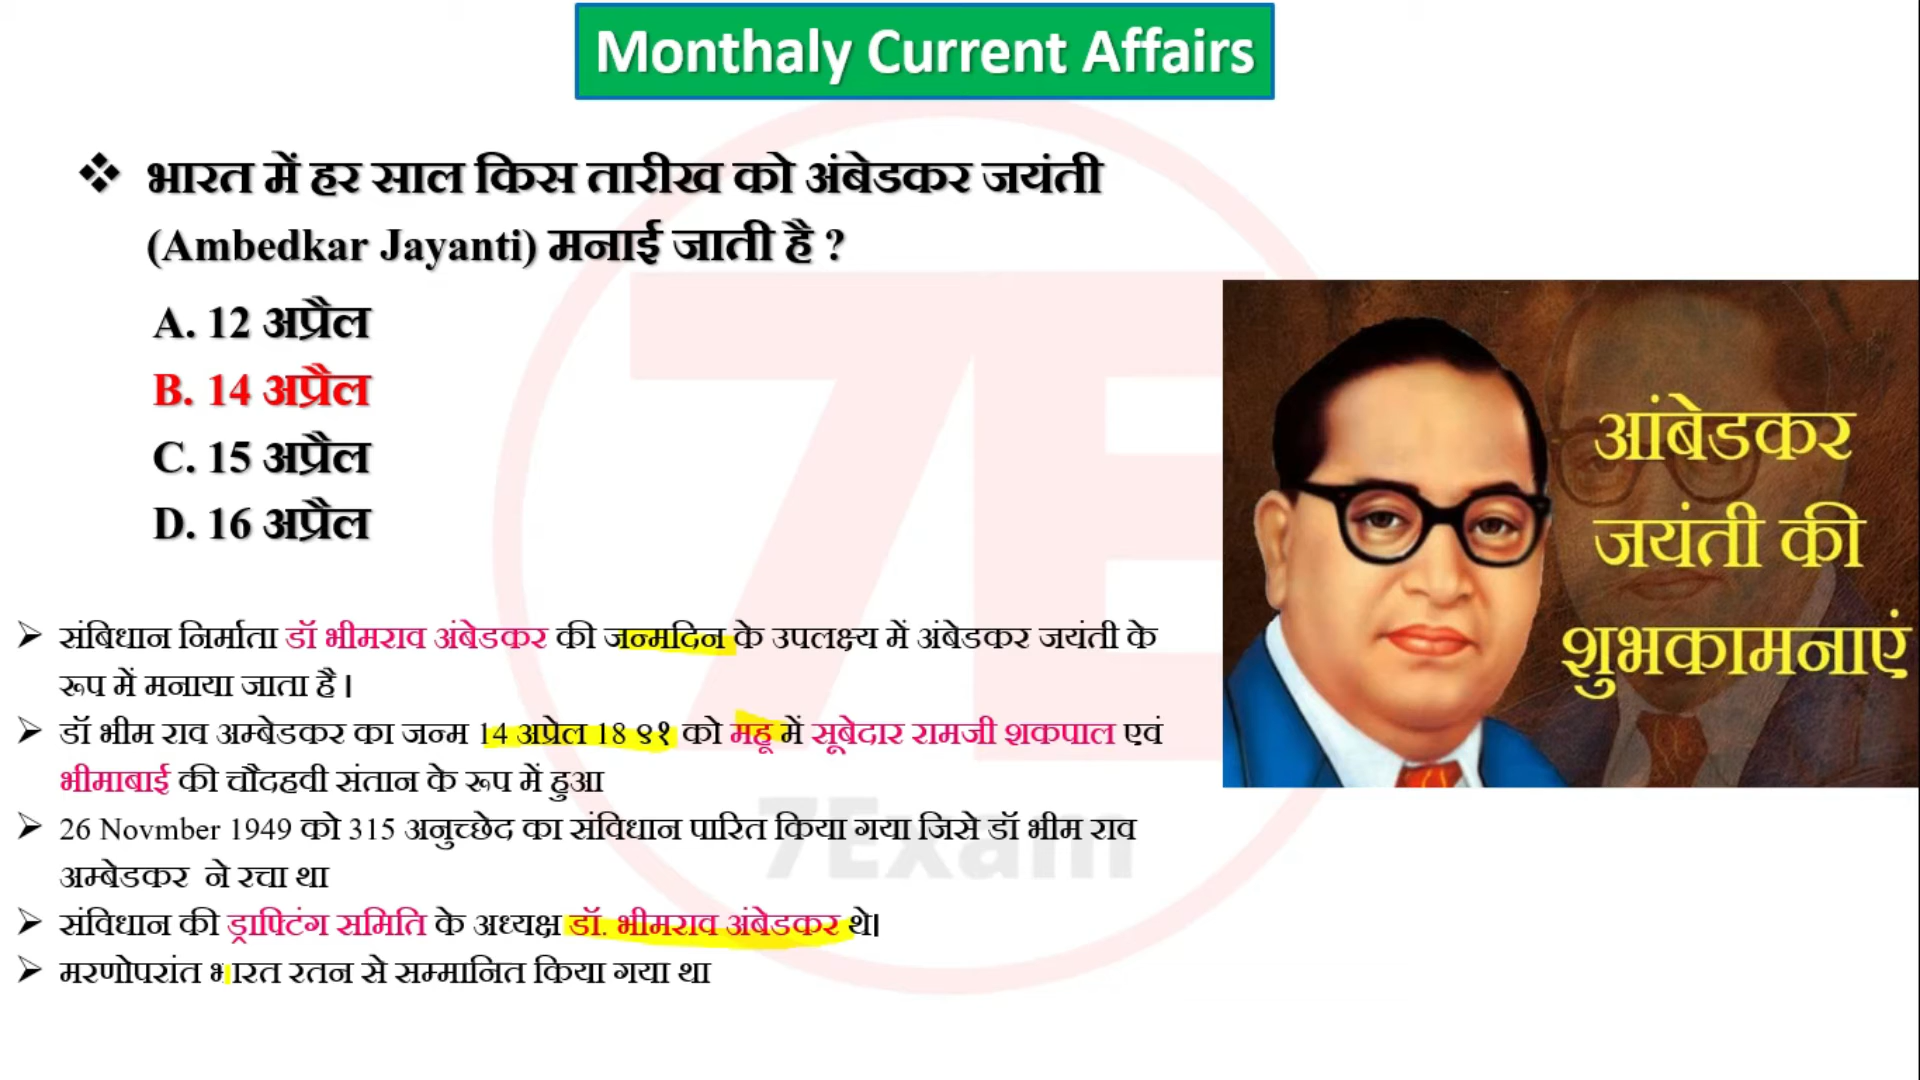 Monthaly Current Affairs
❖ भारत में हर साल किस तारीख को अंबेडकर जयंती
(Ambedkar Jayanti) मनाई जाती है ?
A. 12 अप्रैल
B. 14 अप्रैल
C. 15 अप्रैल
D. 16 अप्रैल
आंबेडकर
जयंती की
शुभकामनाएं
➢ संबिधान निर्माता डॉ भीमराव अंबेडकर की जन्मदिन के उपलक्ष्य में अंबेडकर जयंती के
रूप में मनाया जाता है ।
➢ डॉ भीम राव अम्बेडकर का जन्म 14 अप्रेल 18 ९१ को महू में सूबेदार रामजी शकपाल एवं
भीमाबाई की चौदहवी संतान के रूप में हुआ
➢ 26 Novmber 1949 को 315 अनुच्छेद का संविधान पारित किया गया जिसे डॉ भीम राव
अम्बेडकर ने रचा था
➢ संविधान की ड्राफ्टिंग समिति के अध्यक्ष डॉ. भीमराव अंबेडकर थे।
➢ मरणोपरांत भारत रतन से सम्मानित किया गया था
7E
7Exam